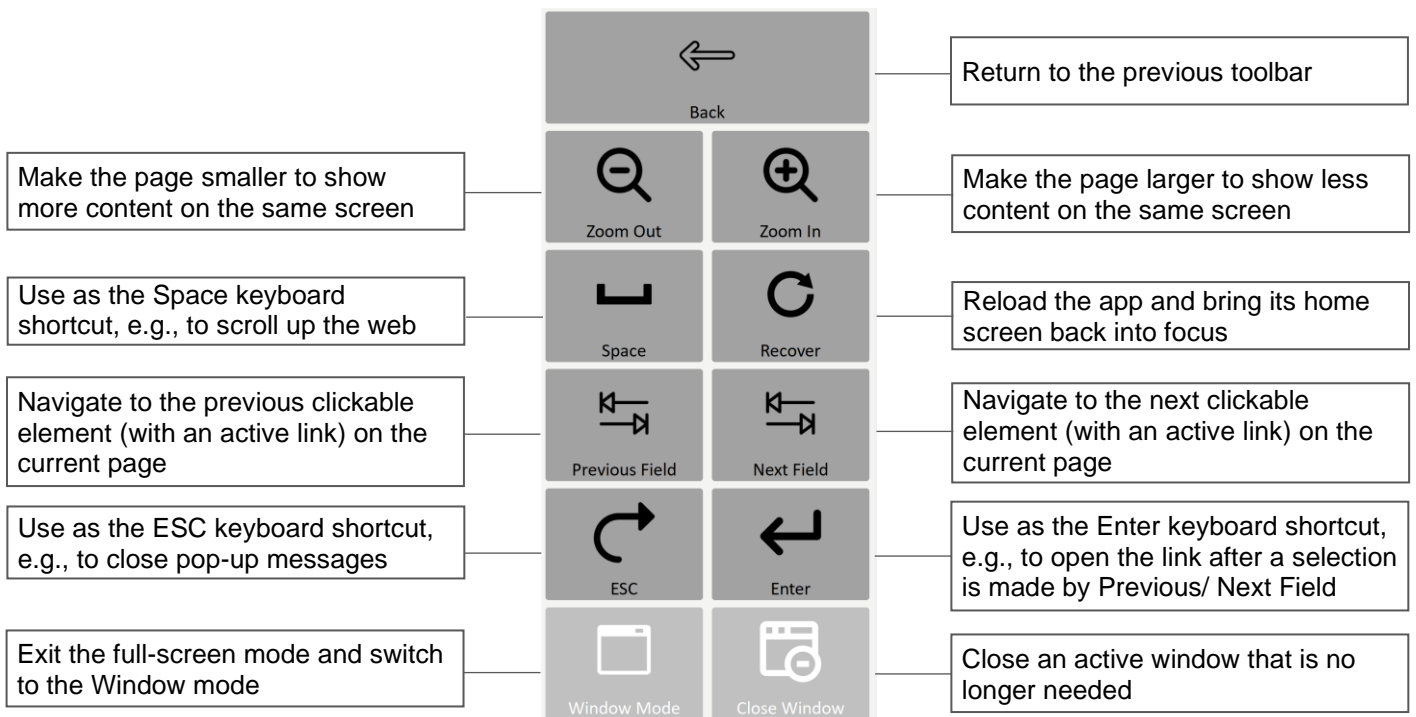 Back
Return to the previous toolbar
Make the page smaller to show
more content on the same screen
Zoom Out
Zoom In
Make the page larger to show less
content on the same screen
Use as the Space keyboard
shortcut, e.g., to scroll up the web
Space
Recover
Reload the app and bring its home
screen back into focus
Navigate to the previous clickable
element (with an active link) on the
current page
Previous Field
Next Field
Navigate to the next clickable
element (with an active link) on the
current page
Use as the ESC keyboard shortcut,
e.g., to close pop-up messages
ESC
Enter
Use as the Enter keyboard shortcut,
e.g., to open the link after a selection
is made by Previous/ Next Field
Exit the full-screen mode and switch
to the Window mode
Window Mode
Close Window
Close an active window that is no
longer needed